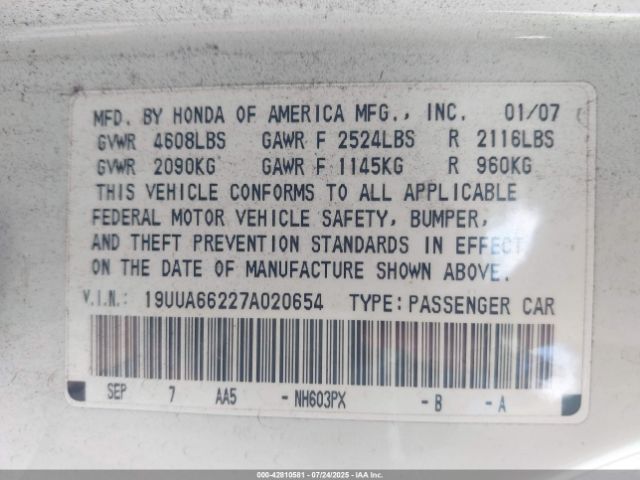 MFD. BY HONDA OF AMERICA MFG., INC. 01/07
GVWR 4608LBS GAWR F 2524LBS R 2116LBS
GVWR 2090KG GAWR F 1145KG R 960KG
THIS VEHICLE CONFORMS TO ALL APPLICABLE
FEDERAL MOTOR VEHICLE SAFETY, BUMPER,
AND THEFT PREVENTION STANDARDS IN EFFECT
ON THE DATE OF MANUFACTURE SHOWN ABOVE.
V.I.N.: 19UUA66227A020654 TYPE: PASSENGER CAR
SEP 7 AA5 - NH603PX - B - A
000-42810581 - 07/24/2025 - IAAI.COM